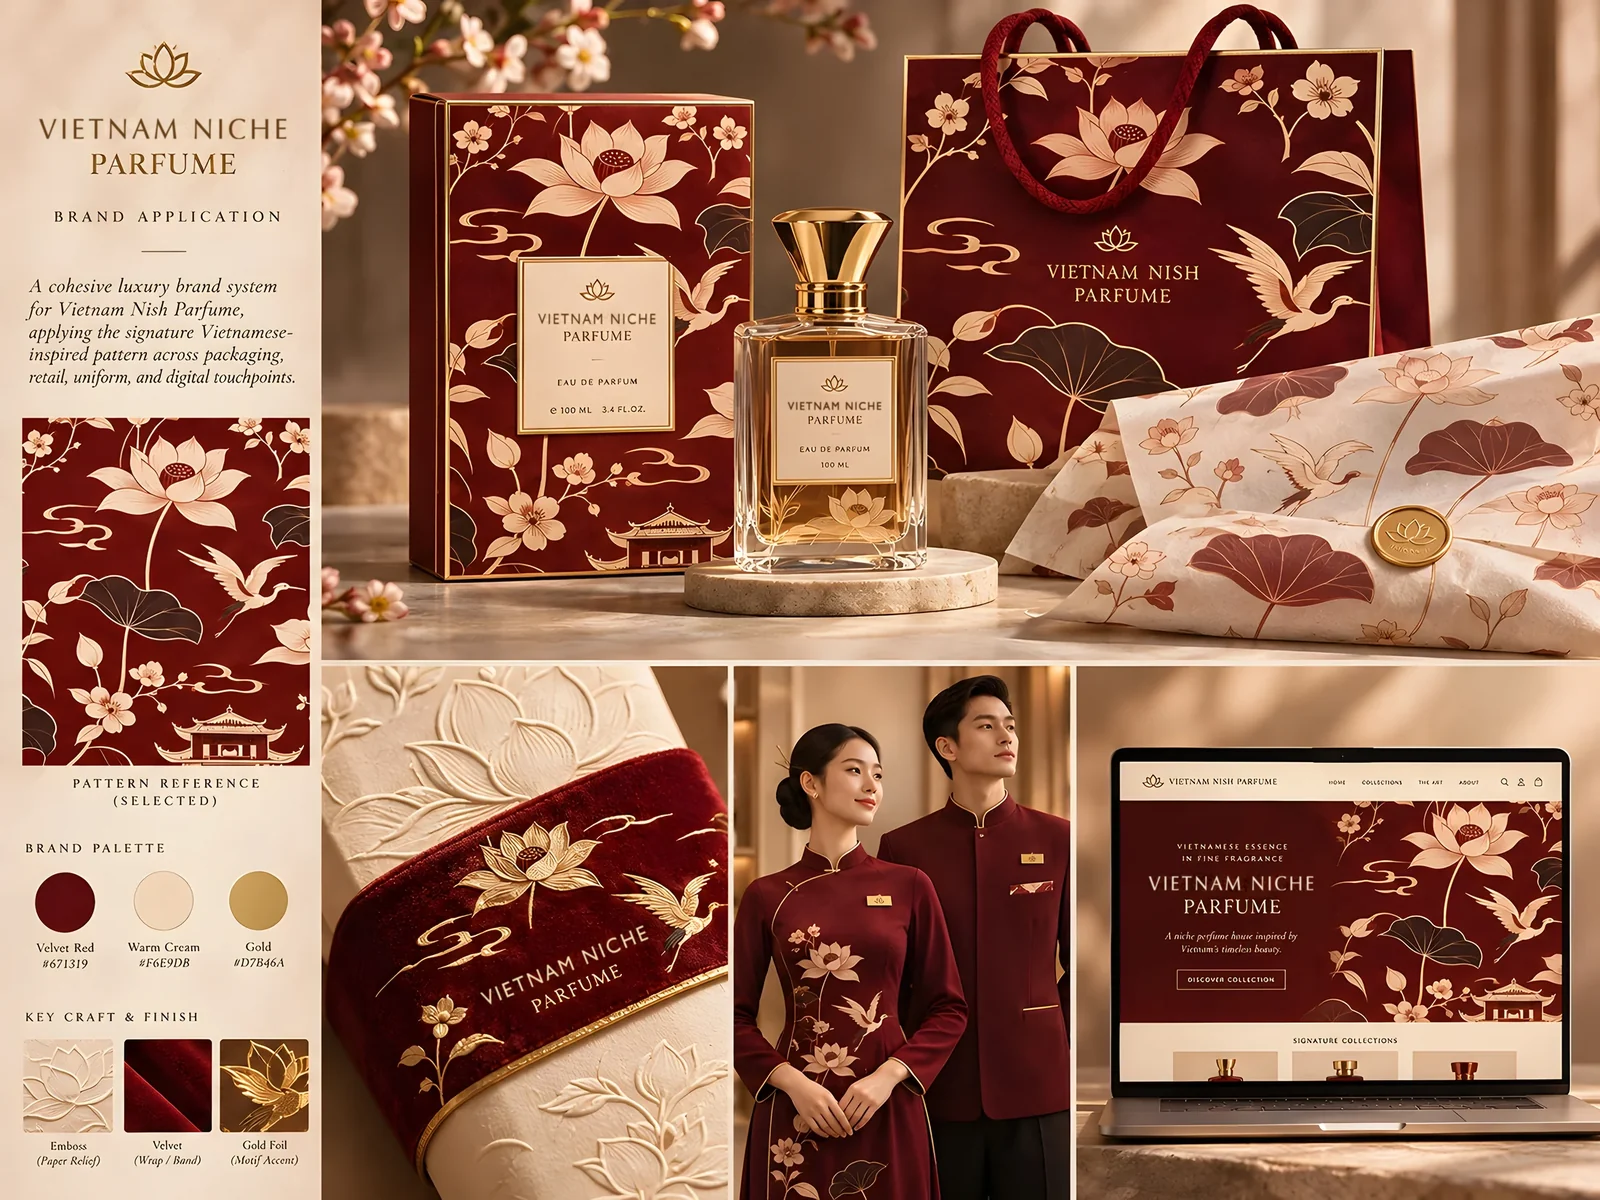 VIETNAM NICHE
PARFUME
BRAND APPLICATION
A cohesive luxury brand system
for Vietnam Nish Parfume,
applying the signature Vietnamese-
inspired pattern across packaging,
retail, uniform, and digital touchpoints.
PATTERN REFERENCE
(SELECTED)
BRAND PALETTE
Velvet Red
#671319
Warm Cream
#F6E9DB
Gold
#D7B46A
KEY CRAFT & FINISH
Emboss
(Paper Relief)
Velvet
(Wrap / Band)
Gold Foil
(Motif Accent)
VIETNAM NICHE
PARFUME
EAU DE PARFUM
e 100 ML 3.4 FL.OZ.
VIETNAM NICHE
PARFUME
EAU DE PARFUM
100 ML
VIETNAM NISH
PARFUME
VIETNAM NICHE
PARFUME
VIETNAM NISH PARFUME
HOME COLLECTIONS THE ART ABOUT
VIETNAMESE ESSENCE
IN FINE FRAGRANCE
VIETNAM NICHE
PARFUME
A niche perfume house inspired by
Vietnam's timeless beauty.
DISCOVER COLLECTION
SIGNATURE COLLECTIONS